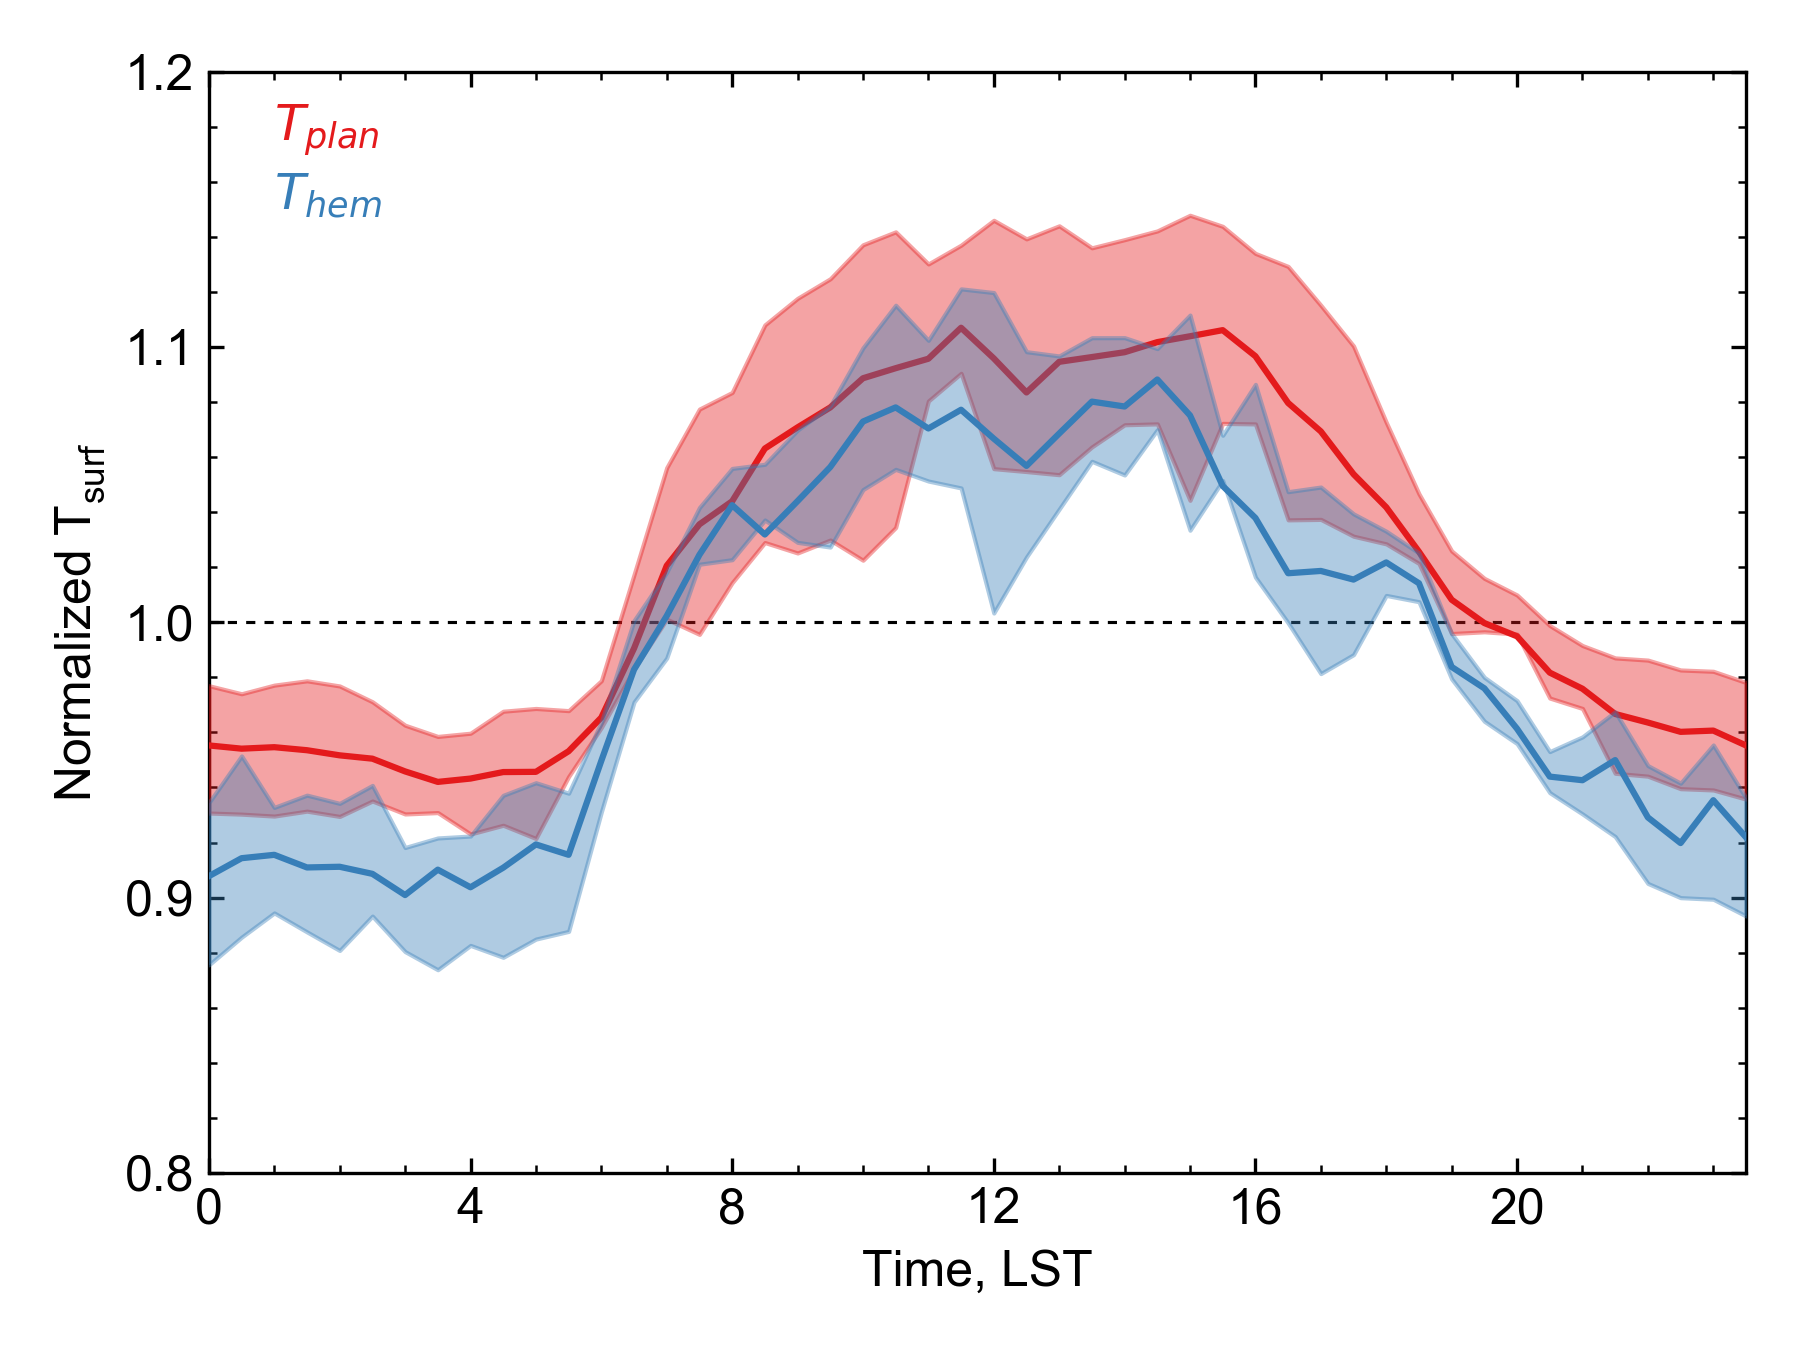 1.2
T_plan
T_hem
1.1
1.0
0.9
0.8
Normalized T_surf
0 4 8 12 16 20
Time, LST